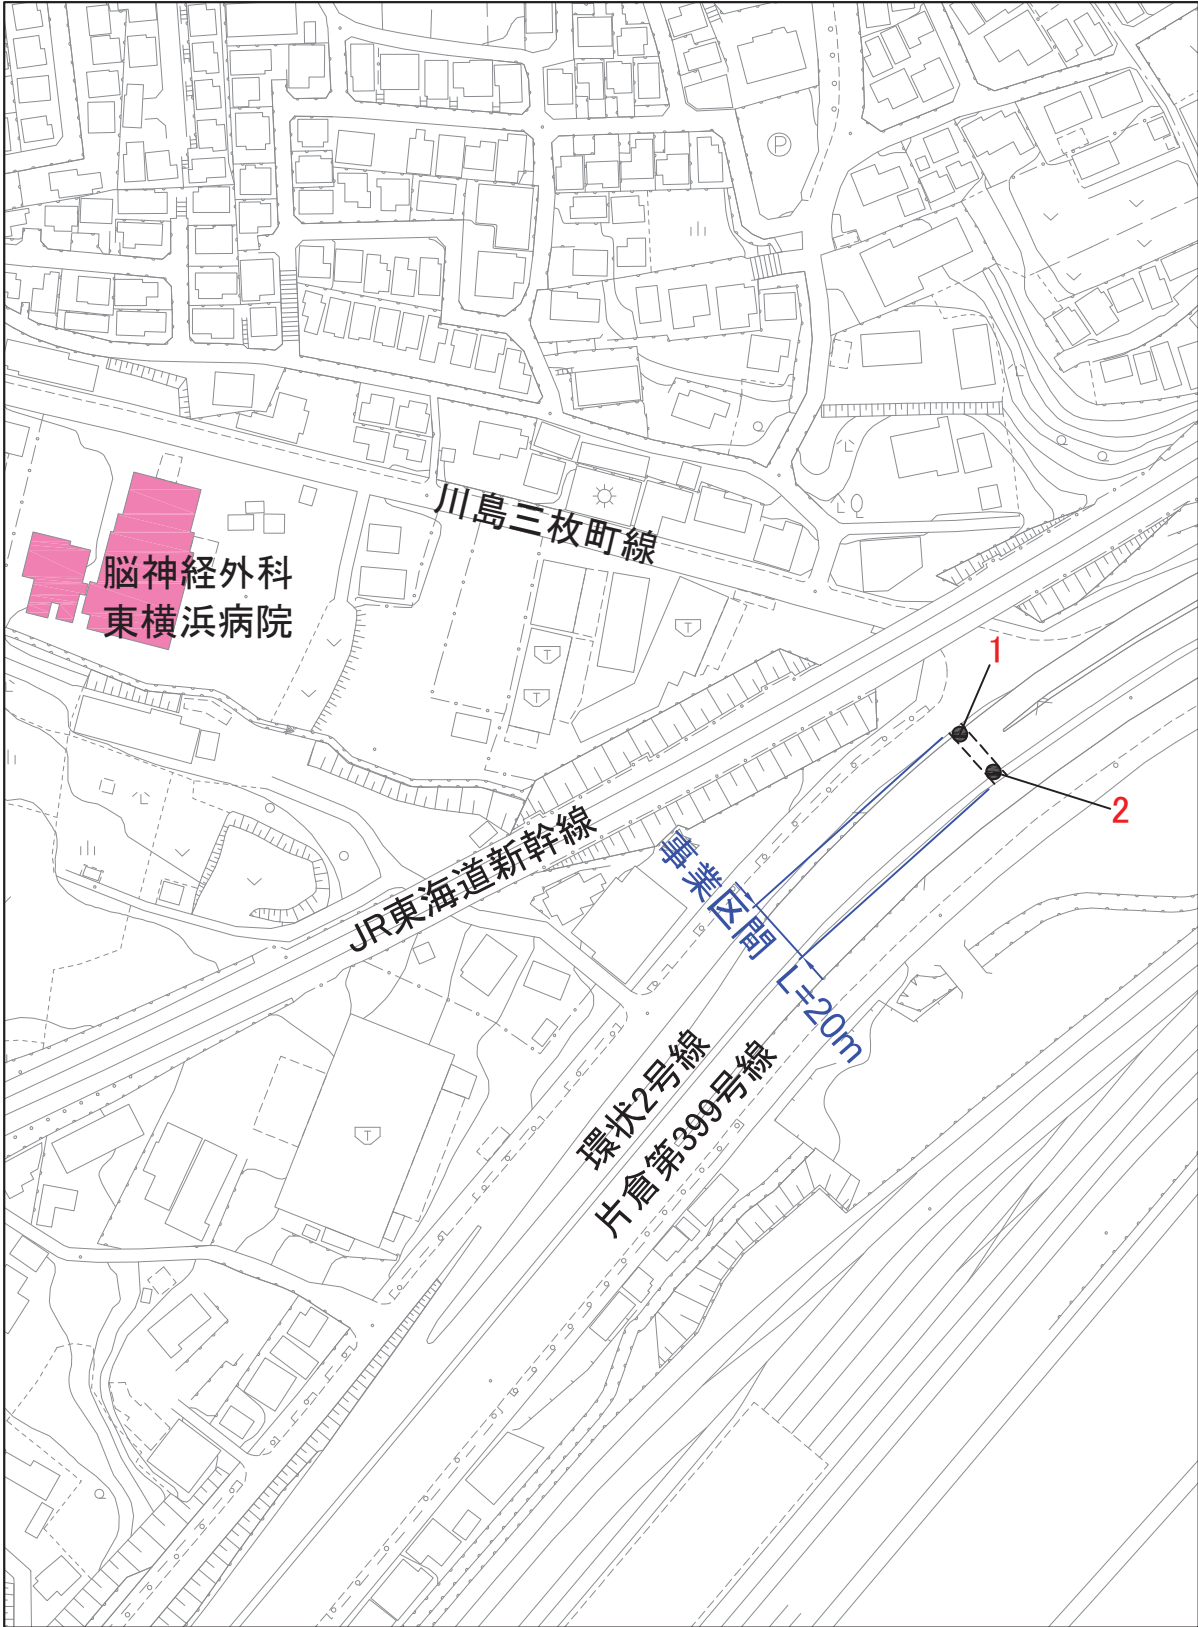 Ⓟ
川島三枚町線
脳神経外科
東横浜病院
T
T
T
1
2
JR東海道新幹線
事業区間 L=20m
環状2号線
片倉第399号線
T